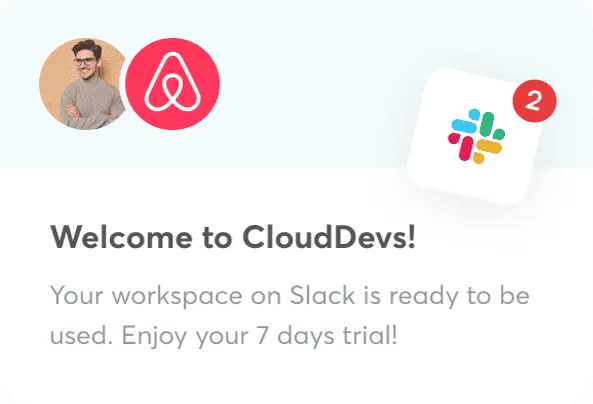 2
Welcome to CloudDevs!
Your workspace on Slack is ready to be
used. Enjoy your 7 days trial!